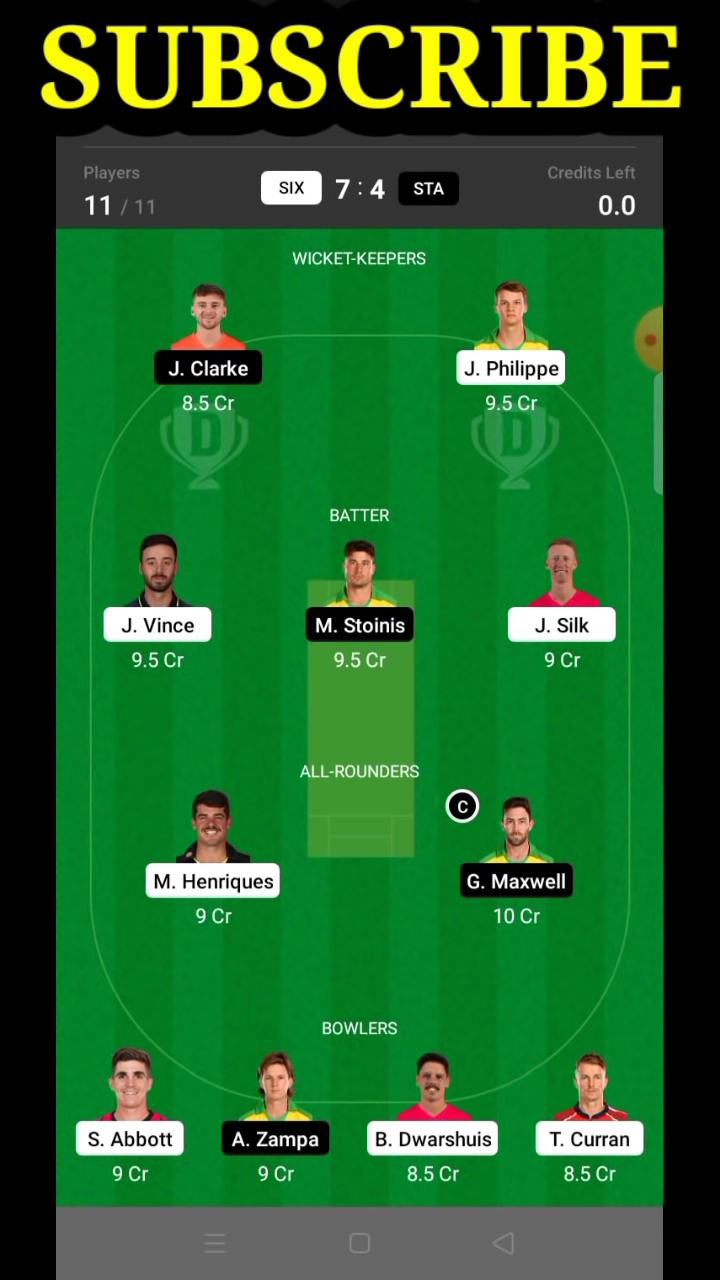 SUBSCRIBE
Players
Credits Left
11 / 11
SIX 7 : 4 STA
0.0
WICKET-KEEPERS
J. Clarke
J. Philippe
8.5 Cr
9.5 Cr
D
D
BATTER
J. Vince
M. Stoinis
J. Silk
9.5 Cr
9.5 Cr
9 Cr
ALL-ROUNDERS
C
M. Henriques
G. Maxwell
9 Cr
10 Cr
BOWLERS
S. Abbott
A. Zampa
B. Dwarshuis
T. Curran
9 Cr
9 Cr
8.5 Cr
8.5 Cr